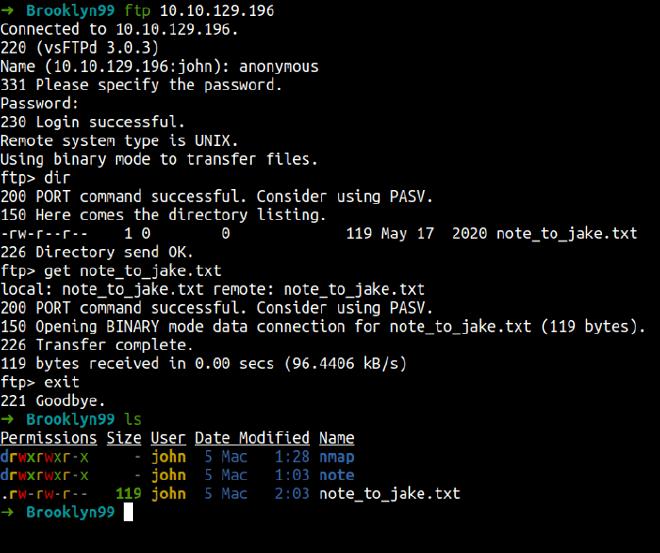 ➜ Brooklyn99 ftp 10.10.129.196
Connected to 10.10.129.196.
220 (vsFTPd 3.0.3)
Name (10.10.129.196:john): anonymous
331 Please specify the password.
Password:
230 Login successful.
Remote system type is UNIX.
Using binary mode to transfer files.
ftp> dir
200 PORT command successful. Consider using PASV.
150 Here comes the directory listing.
-rw-r--r--    1 0        0             119 May 17  2020 note_to_jake.txt
226 Directory send OK.
ftp> get note_to_jake.txt
local: note_to_jake.txt remote: note_to_jake.txt
200 PORT command successful. Consider using PASV.
150 Opening BINARY mode data connection for note_to_jake.txt (119 bytes).
226 Transfer complete.
119 bytes received in 0.00 secs (96.4406 kB/s)
ftp> exit
221 Goodbye.
➜ Brooklyn99 ls
Permissions Size User Date Modified Name
drwxrwxr-x     - john  5 Mac   1:28 nmap
drwxrwxr-x     - john  5 Mac   1:03 note
.rw-rw-r--   119 john  5 Mac   2:03 note_to_jake.txt
➜ Brooklyn99